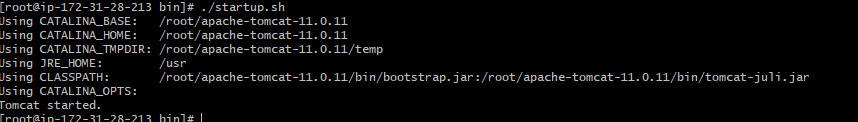 [root@ip-172-31-28-213 bin]# ./startup.sh
Using CATALINA_BASE:   /root/apache-tomcat-11.0.11
Using CATALINA_HOME:   /root/apache-tomcat-11.0.11
Using CATALINA_TMPDIR: /root/apache-tomcat-11.0.11/temp
Using JRE_HOME:        /usr
Using CLASSPATH:       /root/apache-tomcat-11.0.11/bin/bootstrap.jar:/root/apache-tomcat-11.0.11/bin/tomcat-juli.jar
Using CATALINA_OPTS:
Tomcat started.
[root@ip-172-31-28-213 bin]#